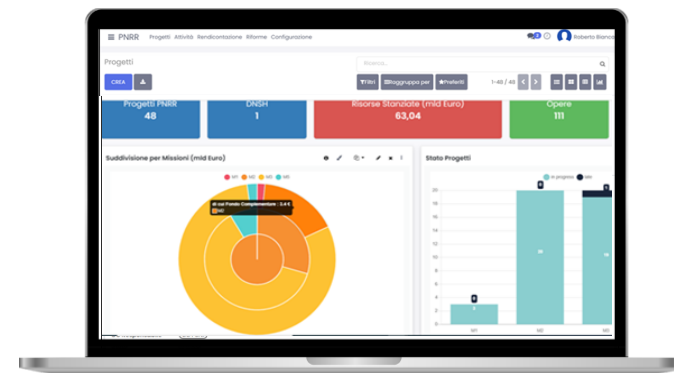 PNRR Progetti Attività Rendicontazione Riforme Configurazione Roberto Bianco
Progetti Ricerca...
CREA Filtri Raggruppa per Preferiti 1-48 / 48
Progetti PNRR DNSH Risorse Stanziate (mld Euro) Opere
48 1 63,04 111
Suddivisione per Missioni (mld Euro) Stato Progetti
M1 M2 M3 M5 In progress
di cui Fondo Complementare : 3.4 €
M2
20
18
16
14
12
10
8
6
4
2
0
M1 M2 M3